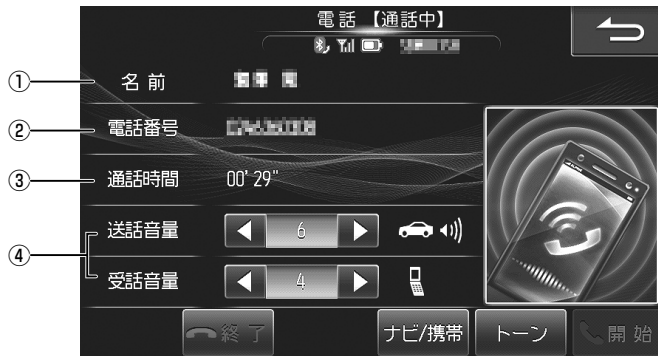 電話 【通話中】
① 名前
② 電話番号
③ 通話時間 00' 29"
④ 送話音量 6
受話音量 4
終了 ナビ/携帯 トーン 開始